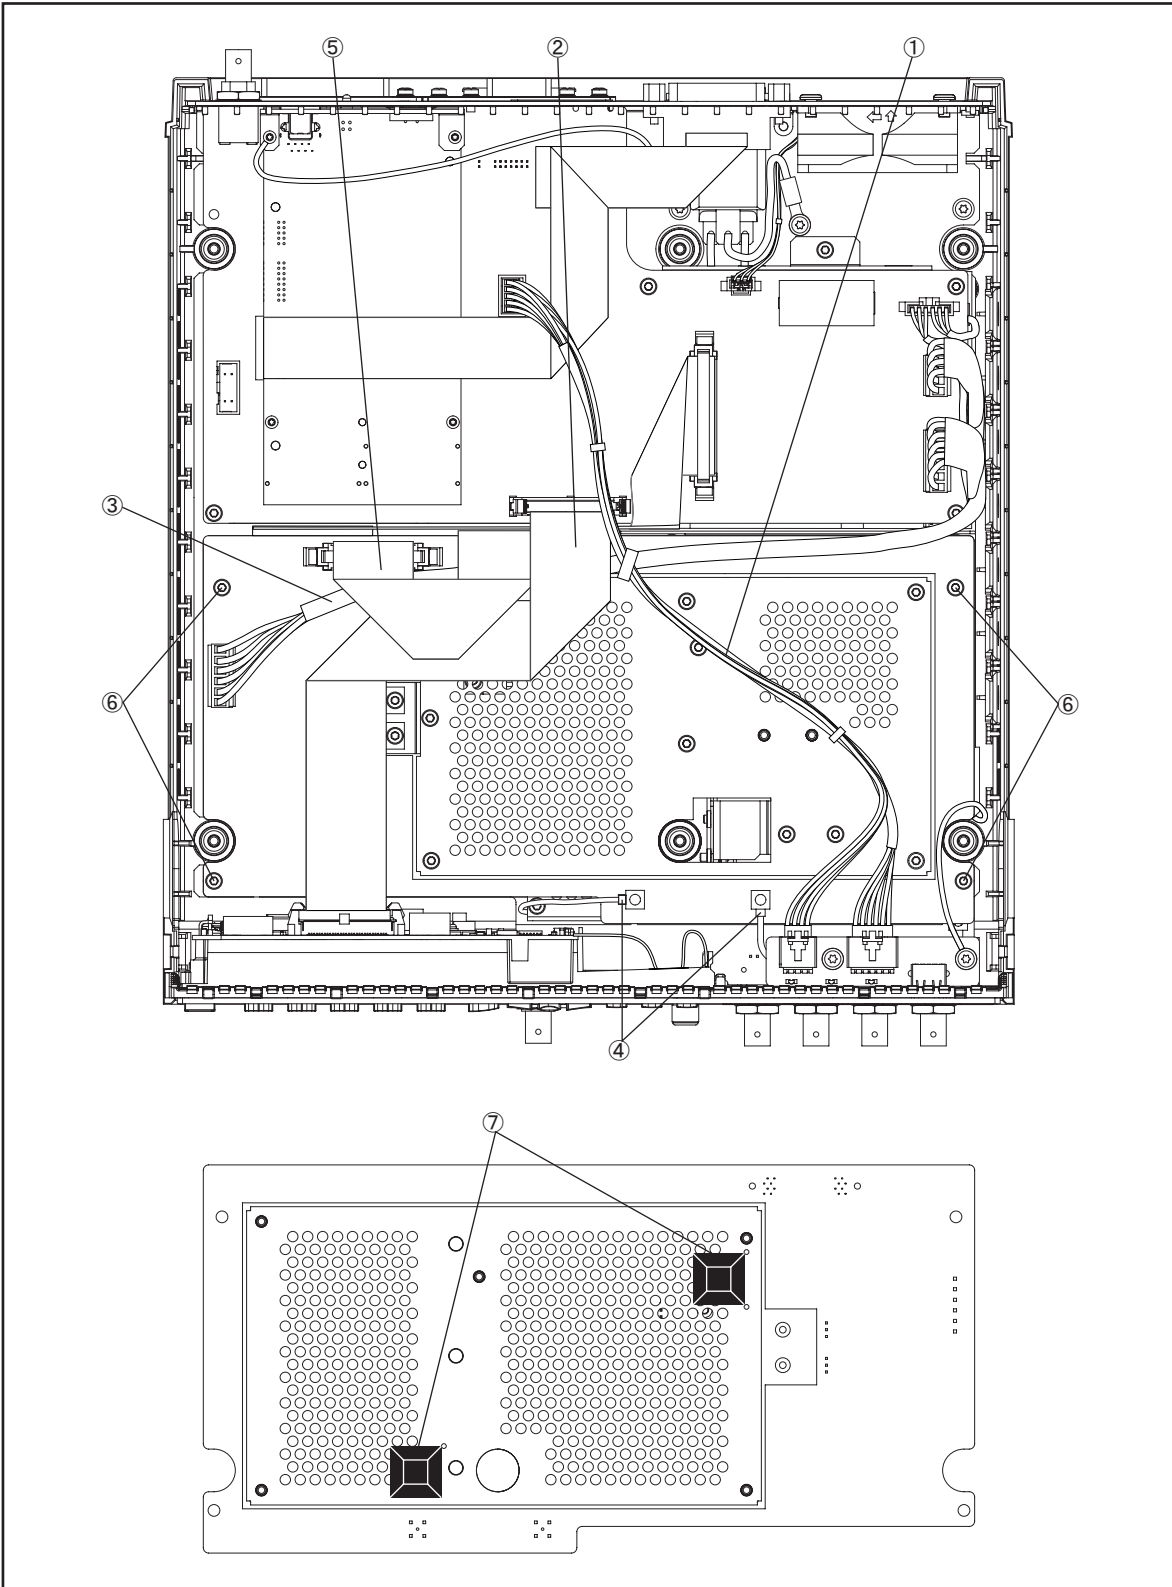 ⑤ ② ①
③
⑥ ⑥
④
⑦